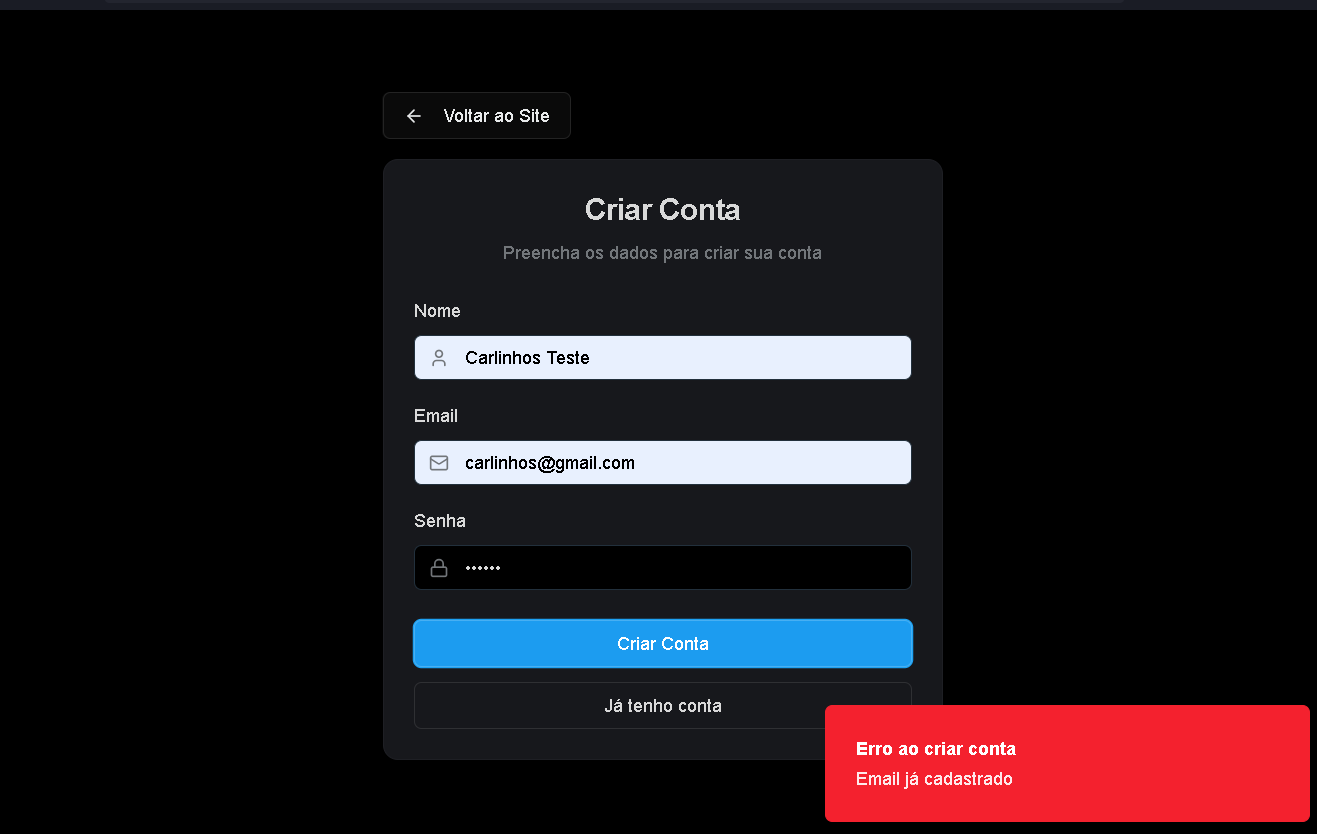 Voltar ao Site
Criar Conta
Preencha os dados para criar sua conta
Nome
Carlinhos Teste
Email
carlinhos@gmail.com
Senha
••••••
Criar Conta
Já tenho conta
Erro ao criar conta
Email já cadastrado